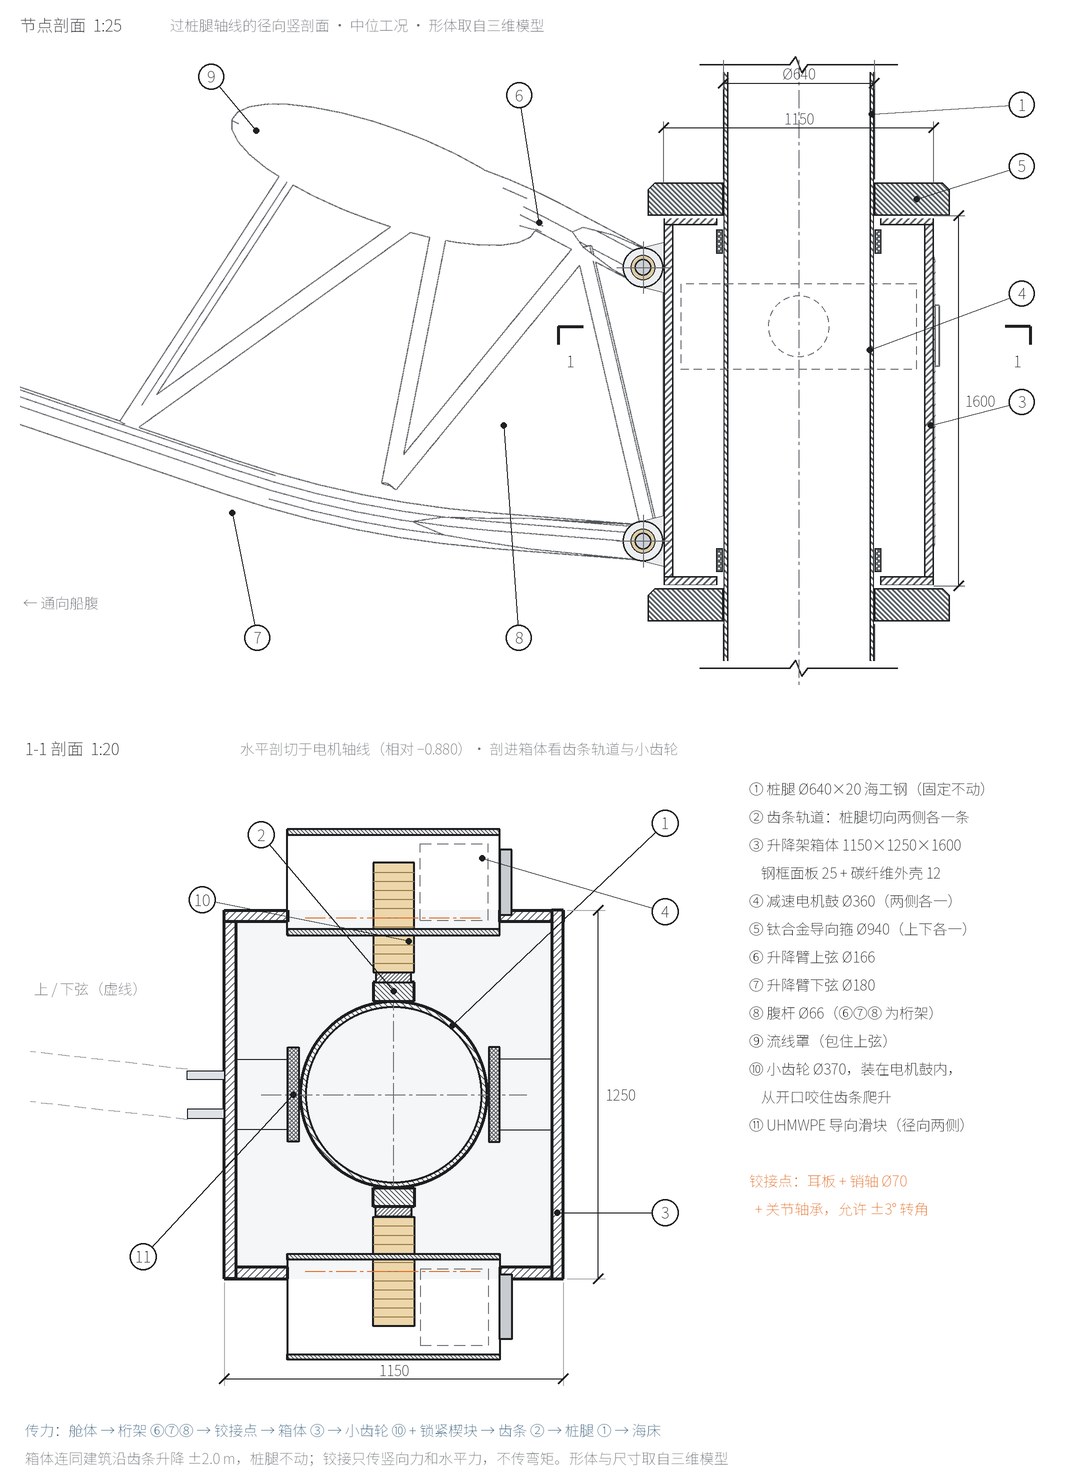 节点剖面 1:25
过桩腿轴线的径向竖剖面 · 中位工况 · 形体取自三维模型
Ø640
⑨
⑥
①
1150
⑤
④
1
1
1600
③
← 通向船腹
⑦
⑧
1-1 剖面 1:20
水平剖切于电机轴线（相对 −0.880）· 剖进箱体看齿条轨道与小齿轮
① 桩腿 Ø640×20 海工钢（固定不动）
② 齿条轨道：桩腿切向两侧各一条
③ 升降架箱体 1150×1250×1600
钢框面板 25 + 碳纤维外壳 12
④ 减速电机鼓 Ø360（两侧各一）
⑤ 钛合金导向箍 Ø940（上下各一）
⑥ 升降臂上弦 Ø166
⑦ 升降臂下弦 Ø180
⑧ 腹杆 Ø66（⑥⑦⑧ 为桁架）
⑨ 流线罩（包住上弦）
⑩ 小齿轮 Ø370，装在电机鼓内，
从开口咬住齿条爬升
⑪ UHMWPE 导向滑块（径向两侧）
铰接点：耳板 + 销轴 Ø70
+ 关节轴承，允许 ±3° 转角
②
①
⑩
④
上 / 下弦（虚线）
1250
③
⑪
1150
传力：舱体 → 桁架 ⑥⑦⑧ → 铰接点 → 箱体 ③ → 小齿轮 ⑩ + 锁紧楔块 → 齿条 ② → 桩腿 ① → 海床
箱体连同建筑沿齿条升降 ±2.0 m，桩腿不动；铰接只传竖向力和水平力，不传弯矩。形体与尺寸取自三维模型